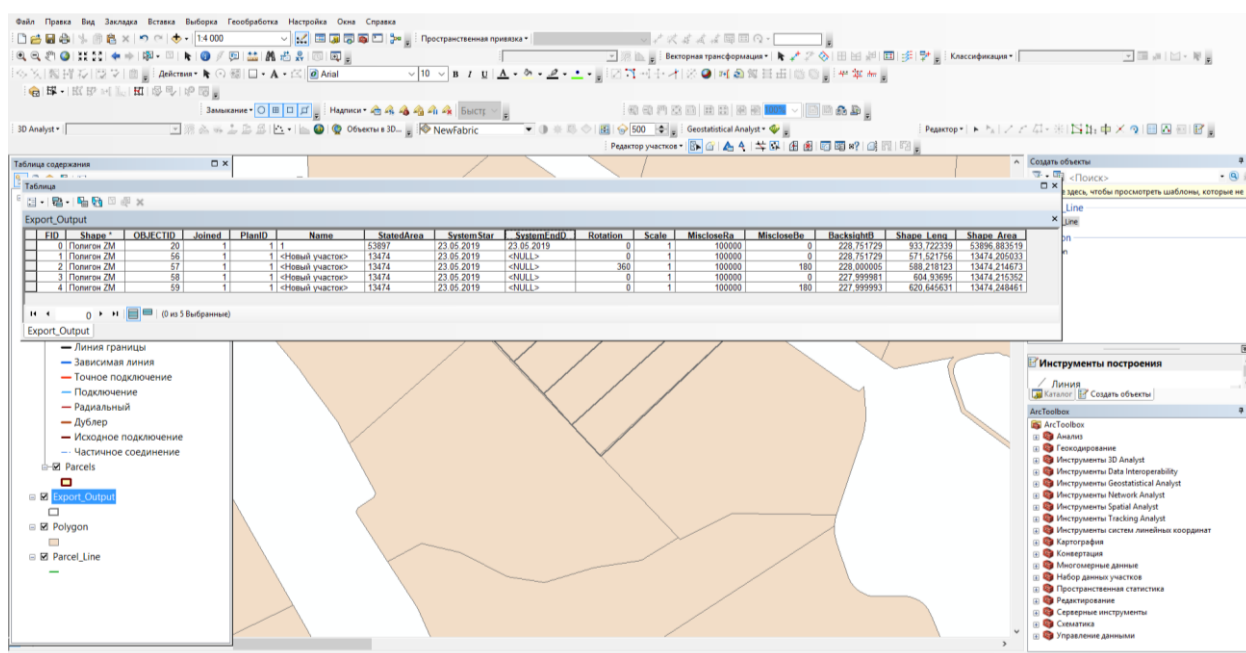 Файл Правка Вид Закладка Вставка Выборка Геообработка Настройка Окна Справка
1:4 000 Пространственная привязка
Векторная трансформация Классификация
Действия A Arial 10 B I U A
Замыкание Надписи Быстр
3D Analyst Объекты в 3D... NewFabric 500 Geostatistical Analyst Редактор
Редактор участков
Таблица содержания
Создать объекты
<Поиск>
здесь, чтобы просмотреть шаблоны, которые не
Таблица
Export_Output
FID Shape * OBJECTID Joined PlanID Name StatedArea SystemStar SystemEndD Rotation Scale MiscloseRa MiscloseBe BacksightB Shape_Leng Shape_Area
0 Полигон ZM 20 1 1 1 53897 23.05.2019 23.05.2019 0 1 100000 0 228,751729 933,722339 53896,883519
1 Полигон ZM 56 1 1 <Новый участок> 13474 23.05.2019 <NULL> 0 1 100000 0 228,751729 571,521756 13474,205033
2 Полигон ZM 57 1 1 <Новый участок> 13474 23.05.2019 <NULL> 360 1 100000 180 228,000005 588,218123 13474,214673
3 Полигон ZM 58 1 1 <Новый участок> 13474 23.05.2019 <NULL> 0 1 100000 0 227,999981 604,93695 13474,215352
4 Полигон ZM 59 1 1 <Новый участок> 13474 23.05.2019 <NULL> 0 1 100000 180 227,999993 620,645631 13474,248461
0 (0 из 5 Выбранные)
Export_Output
_Line
Линия границы
Зависимая линия
Точное подключение
Подключение
Радиальный
Дублер
Исходное подключение
Частичное соединение
Parcels
Export_Output
Polygon
Parcel_Line
Инструменты построения
Линия
Каталог Создать объекты
ArcToolbox
ArcToolbox
Анализ
Геокодирование
Инструменты 3D Analyst
Инструменты Data Interoperability
Инструменты Geostatistical Analyst
Инструменты Network Analyst
Инструменты Spatial Analyst
Инструменты Tracking Analyst
Инструменты систем линейных координат
Картография
Конвертация
Многомерные данные
Набор данных участков
Пространственная статистика
Редактирование
Серверные инструменты
Схематика
Управление данными